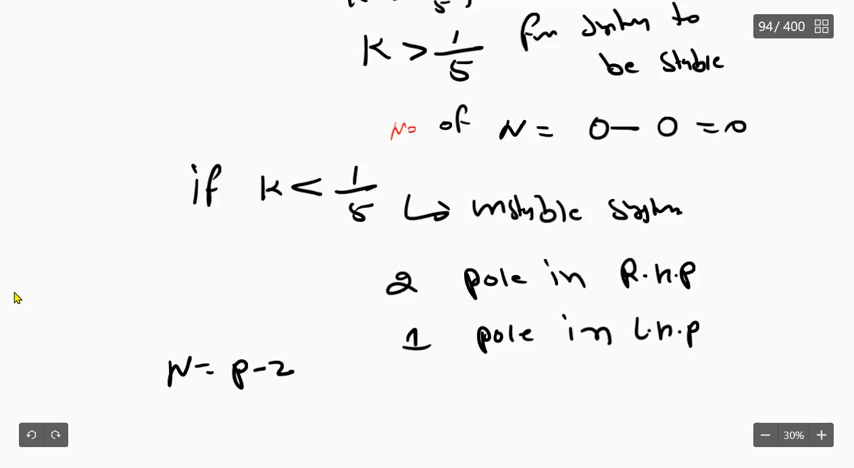 94 / 400
K > 1/5 for system to
be stable
No of N = 0 - 0 = 0
if K < 1/5 ↳ unstable system
2 pole in R.H.P
1 pole in L.H.P
N = P - Z
30%